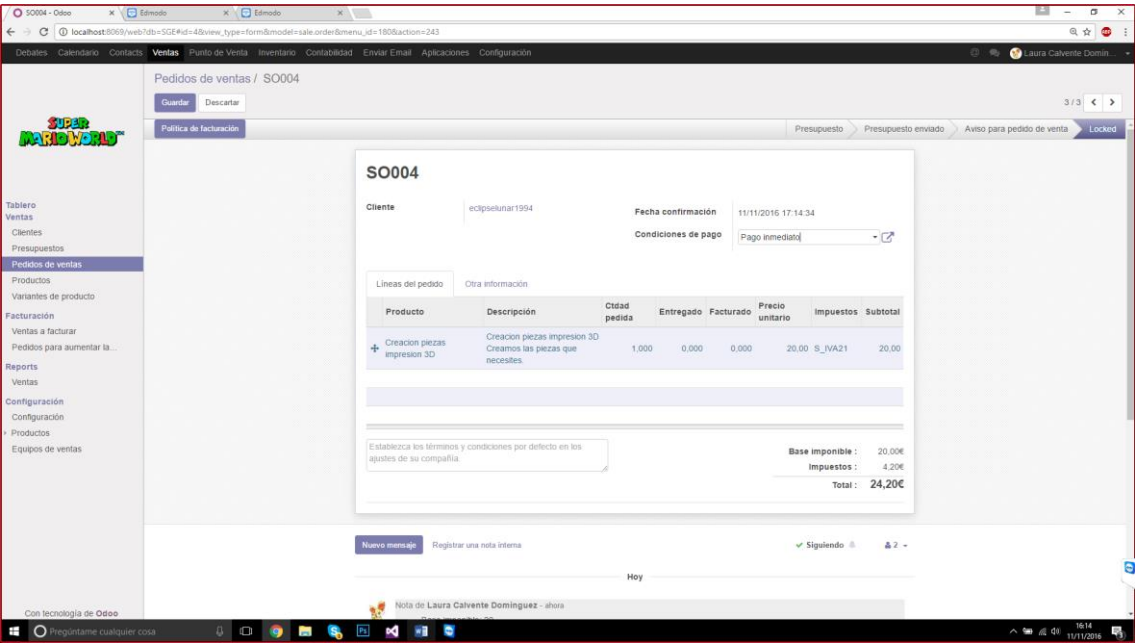 SO004 - Odoo
Edmodo
Edmodo
localhost:8069/web?db=SGE#id=4&view_type=form&model=sale.order&menu_id=180&action=243
Debates Calendario Contacts Ventas Punto de Venta Inventario Contabilidad Enviar Email Aplicaciones Configuración
Laura Calvente Domín...
SUPER
MARIO WORLD
TM
Pedidos de ventas / SO004
Guardar Descartar
3 / 3
Política de facturación
Presupuesto Presupuesto enviado Aviso para pedido de venta Locked
Tablero
Ventas
Clientes
Presupuestos
Pedidos de ventas
Productos
Variantes de producto
Facturación
Ventas a facturar
Pedidos para aumentar la...
Reports
Ventas
Configuración
Configuración
Productos
Equipos de ventas
Con tecnología de Odoo
SO004
Cliente eclipselunar1994
Fecha confirmación 11/11/2016 17:14:34
Condiciones de pago Pago inmediato
Líneas del pedido Otra información
Producto Descripción Ctdad pedida Entregado Facturado Precio unitario Impuestos Subtotal
Creacion piezas impresion 3D
Creacion piezas impresion 3D
Creamos las piezas que
necesites.
1,000 0,000 0,000 20,00 S_IVA21 20,00
Establezca los términos y condiciones por defecto en los
ajustes de su compañía.
Base imponible : 20,00€
Impuestos : 4,20€
Total : 24,20€
Nuevo mensaje Registrar una nota interna
Siguiendo 2
Hoy
Nota de Laura Calvente Domínguez - ahora
Base imponible: 20
Pregúntame cualquier cosa
16:14
11/11/2016